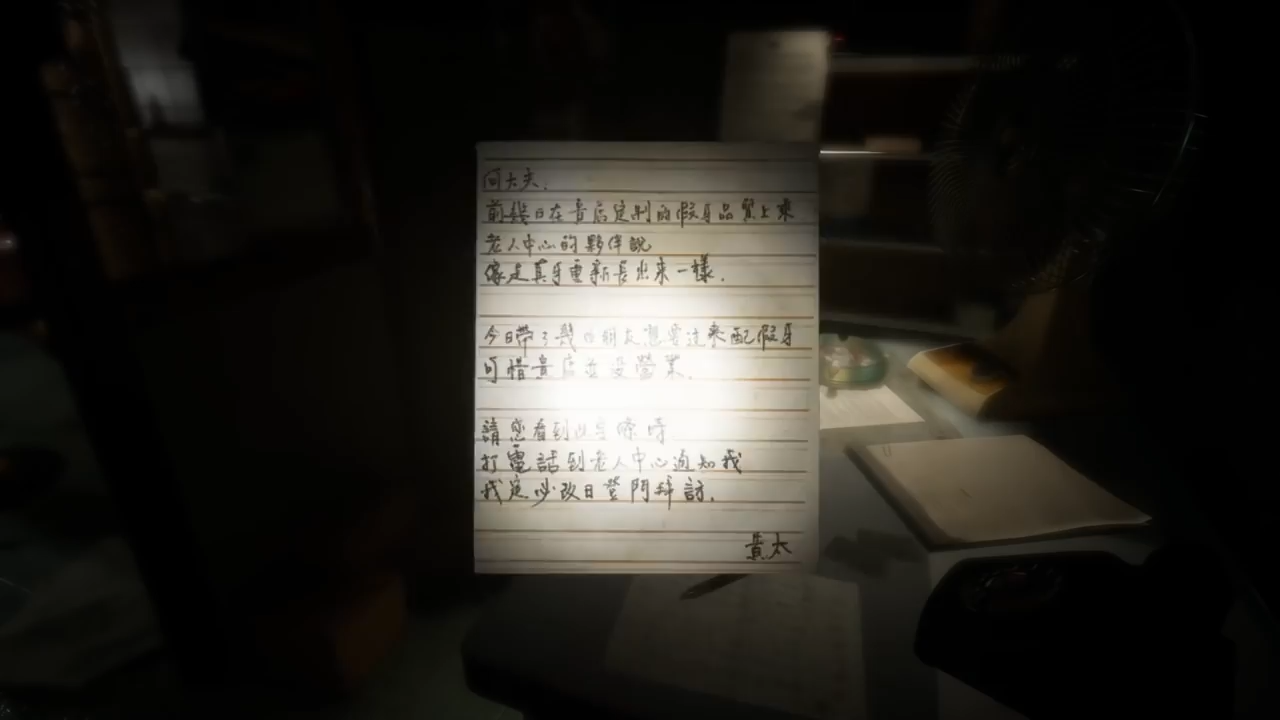 何大夫.
前幾日在貴店定制的假牙品質上乘
老人中心的夥伴說
像是真牙重新長出來一樣.
今日帶了幾日朋友想要過來配假牙
可惜貴店並沒營業.
請您看到此字條時
打電話到老人中心通知我
我定必改日登門拜訪.
黃太